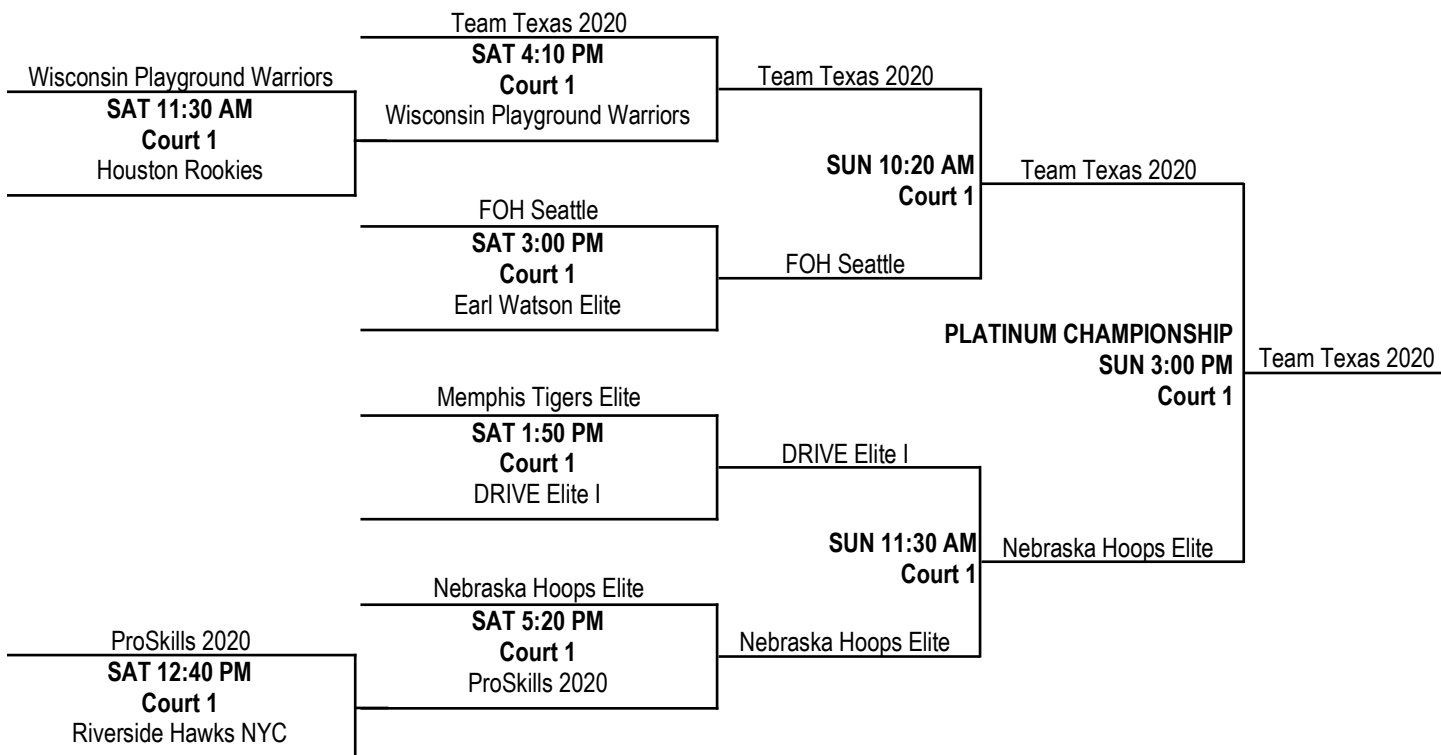 Team Texas 2020
SAT 4:10 PM
Court 1
Wisconsin Playground Warriors
Wisconsin Playground Warriors
SAT 11:30 AM
Court 1
Houston Rookies
Team Texas 2020
SUN 10:20 AM
Court 1
Team Texas 2020
FOH Seattle
SAT 3:00 PM
Court 1
Earl Watson Elite
FOH Seattle
PLATINUM CHAMPIONSHIP
SUN 3:00 PM
Court 1
Team Texas 2020
Memphis Tigers Elite
SAT 1:50 PM
Court 1
DRIVE Elite I
DRIVE Elite I
SUN 11:30 AM
Court 1
Nebraska Hoops Elite
Nebraska Hoops Elite
SAT 5:20 PM
Court 1
ProSkills 2020
Nebraska Hoops Elite
ProSkills 2020
SAT 12:40 PM
Court 1
Riverside Hawks NYC